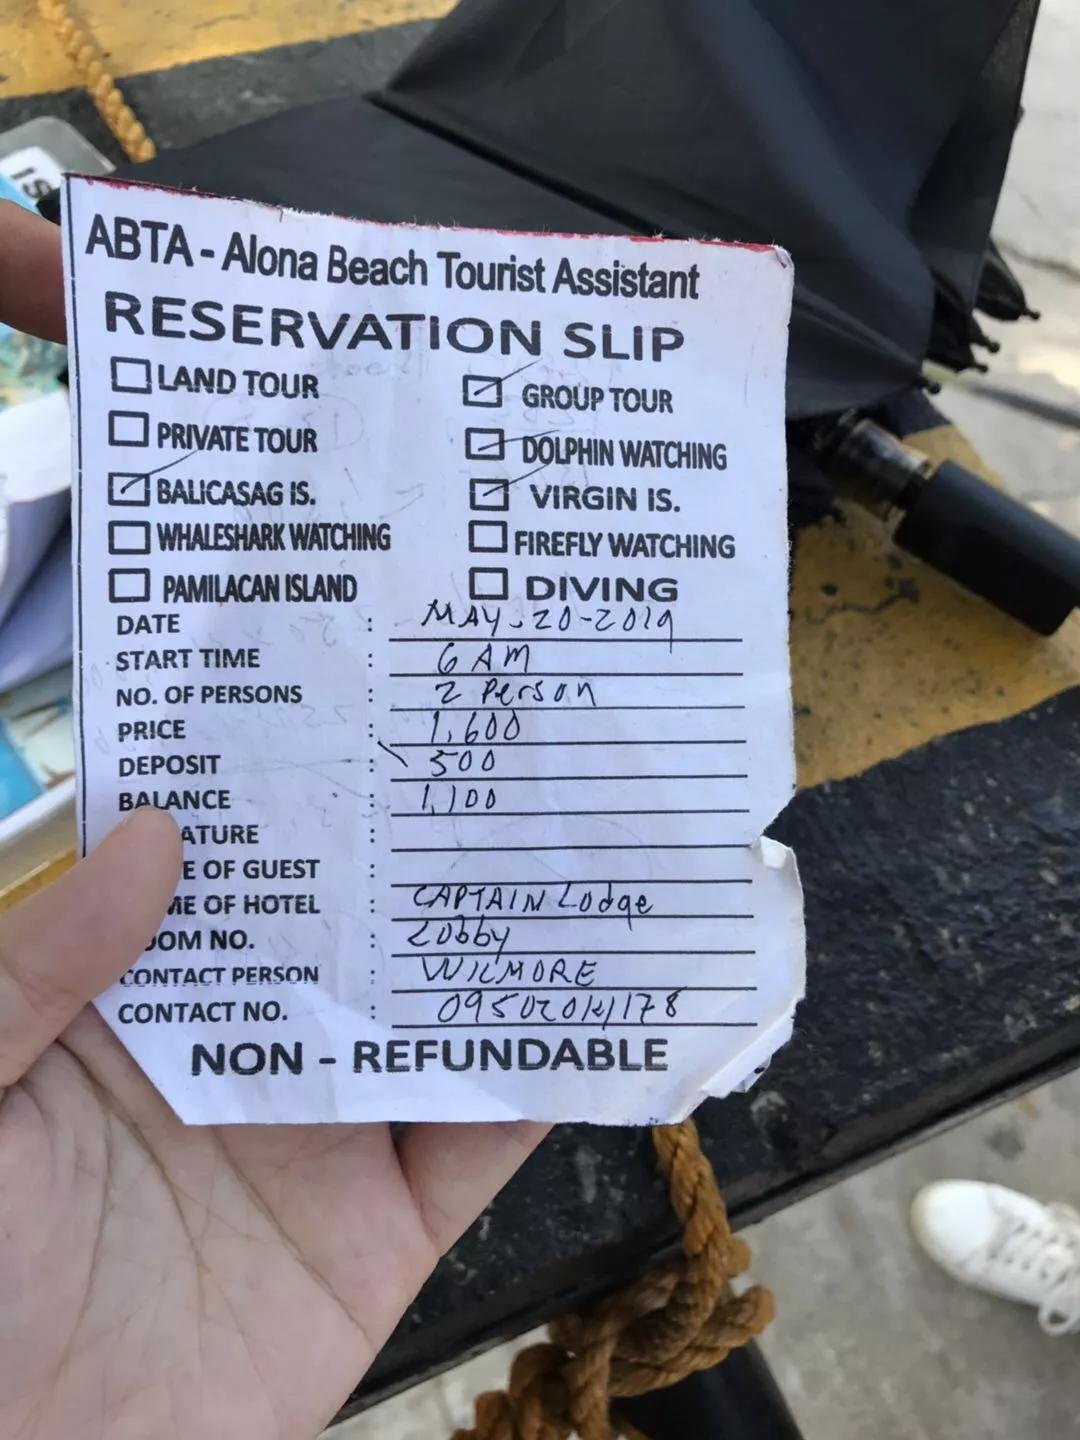 ABTA - Alona Beach Tourist Assistant
RESERVATION SLIP
LAND TOUR GROUP TOUR
PRIVATE TOUR DOLPHIN WATCHING
BALICASAG IS. VIRGIN IS.
WHALESHARK WATCHING FIREFLY WATCHING
PAMILACAN ISLAND DIVING
DATE : MAY-20-2019
START TIME : 6 AM
NO. OF PERSONS : 2 Person
PRICE : 1,600
DEPOSIT : 500
BALANCE : 1,100
ATURE :
E OF GUEST :
ME OF HOTEL : CAPTAIN Lodge
OOM NO. : Lobby
CONTACT PERSON : WILMORE
CONTACT NO. :
NON - REFUNDABLE